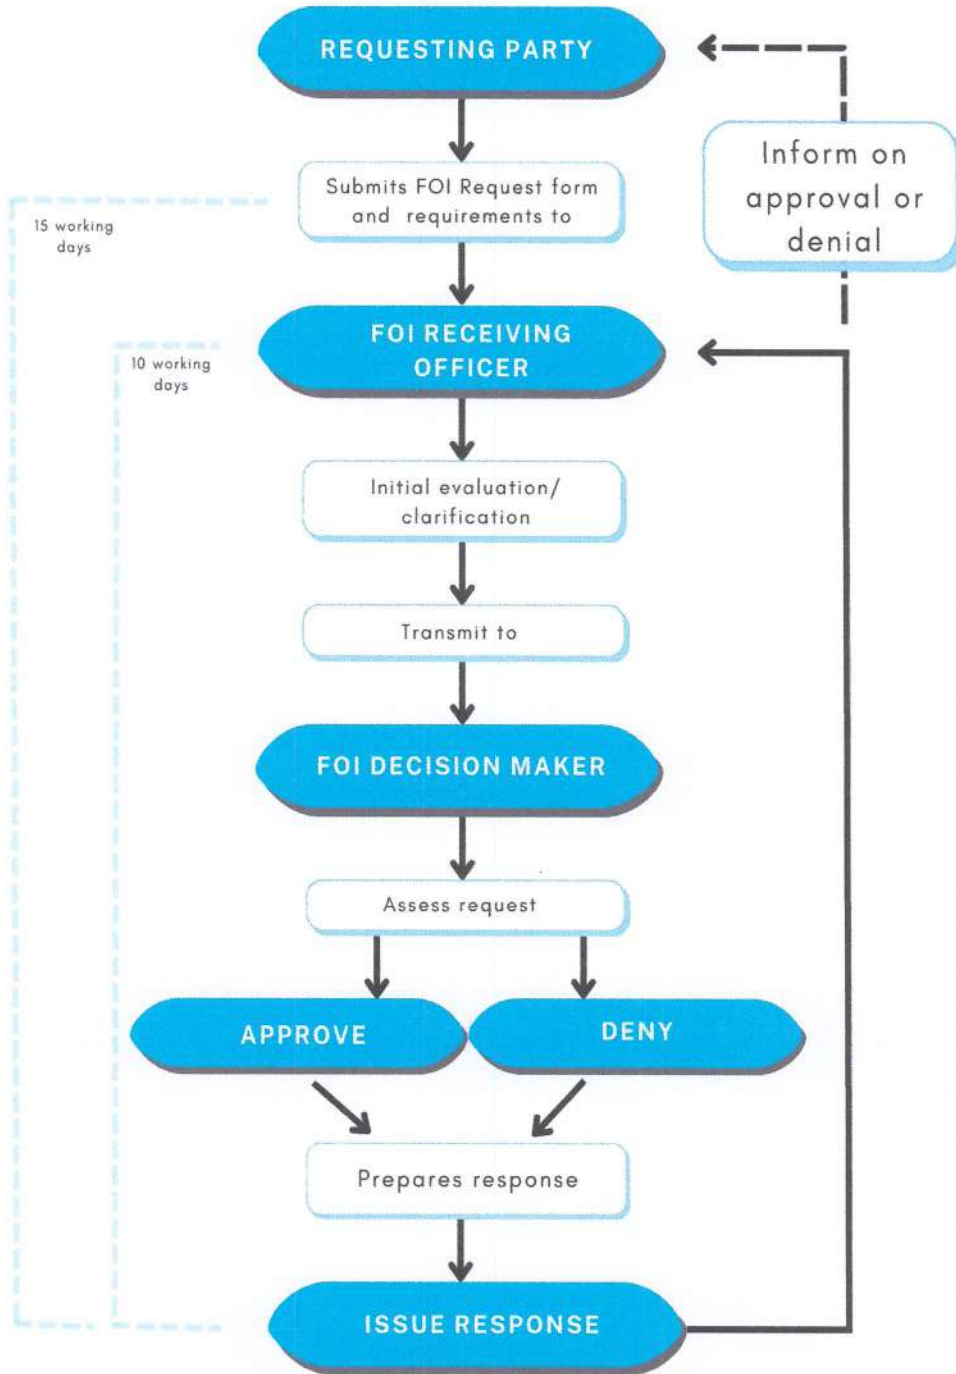 REQUESTING PARTY
Inform on
approval or
denial
Submits FOI Request form
and requirements to
15 working
days
FOI RECEIVING
OFFICER
10 working
days
Initial evaluation/
clarification
Transmit to
FOI DECISION MAKER
Assess request
APPROVE
DENY
Prepares response
ISSUE RESPONSE